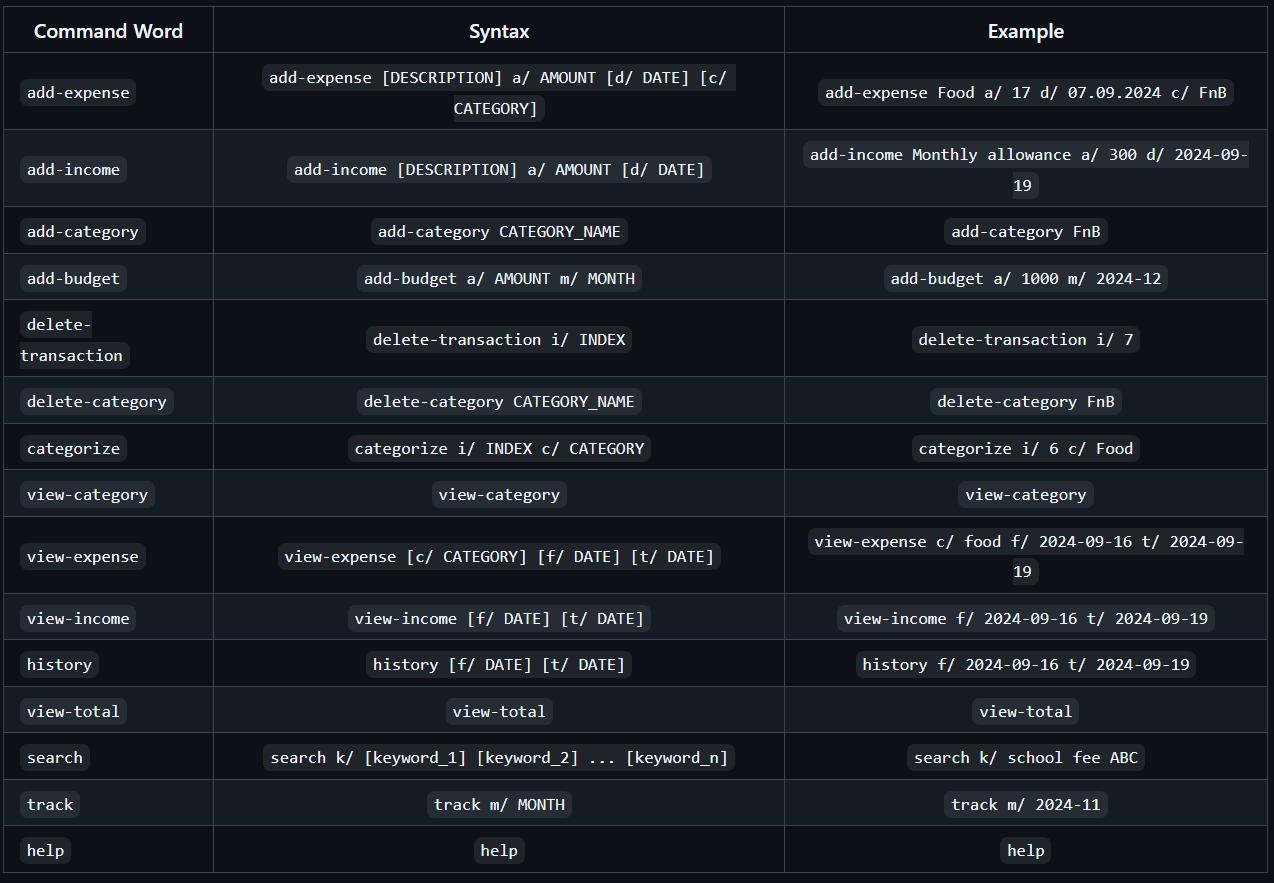 Command Word Syntax Example
add-expense add-expense [DESCRIPTION] a/ AMOUNT [d/ DATE] [c/ CATEGORY] add-expense Food a/ 17 d/ 07.09.2024 c/ FnB
add-income add-income [DESCRIPTION] a/ AMOUNT [d/ DATE] add-income Monthly allowance a/ 300 d/ 2024-09-19
add-category add-category CATEGORY_NAME add-category FnB
add-budget add-budget a/ AMOUNT m/ MONTH add-budget a/ 1000 m/ 2024-12
delete-transaction delete-transaction i/ INDEX delete-transaction i/ 7
delete-category delete-category CATEGORY_NAME delete-category FnB
categorize categorize i/ INDEX c/ CATEGORY categorize i/ 6 c/ Food
view-category view-category view-category
view-expense view-expense [c/ CATEGORY] [f/ DATE] [t/ DATE] view-expense c/ food f/ 2024-09-16 t/ 2024-09-19
view-income view-income [f/ DATE] [t/ DATE] view-income f/ 2024-09-16 t/ 2024-09-19
history history [f/ DATE] [t/ DATE] history f/ 2024-09-16 t/ 2024-09-19
view-total view-total view-total
search search k/ [keyword_1] [keyword_2] ... [keyword_n] search k/ school fee ABC
track track m/ MONTH track m/ 2024-11
help help help